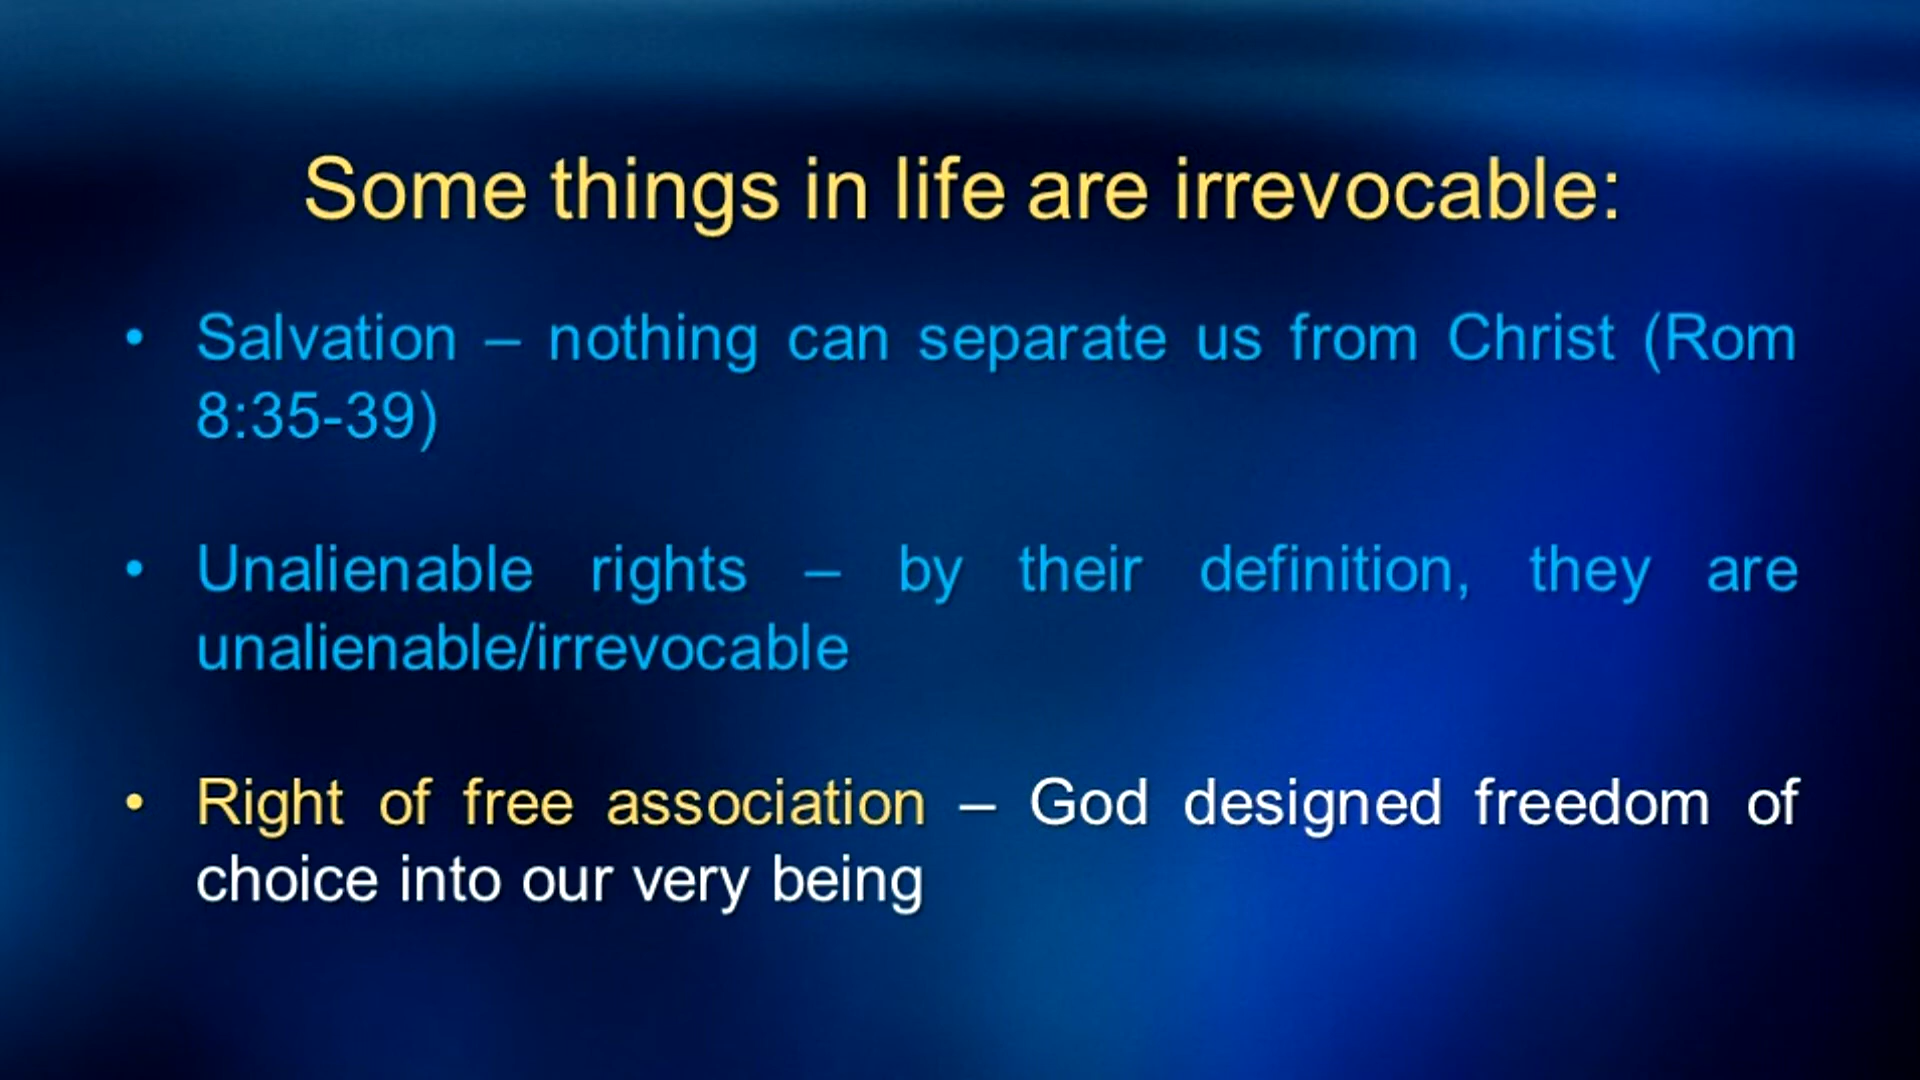 Some things in life are irrevocable:
• Salvation – nothing can separate us from Christ (Rom
8:35-39)
• Unalienable rights – by their definition, they are
unalienable/irrevocable
• Right of free association – God designed freedom of
choice into our very being